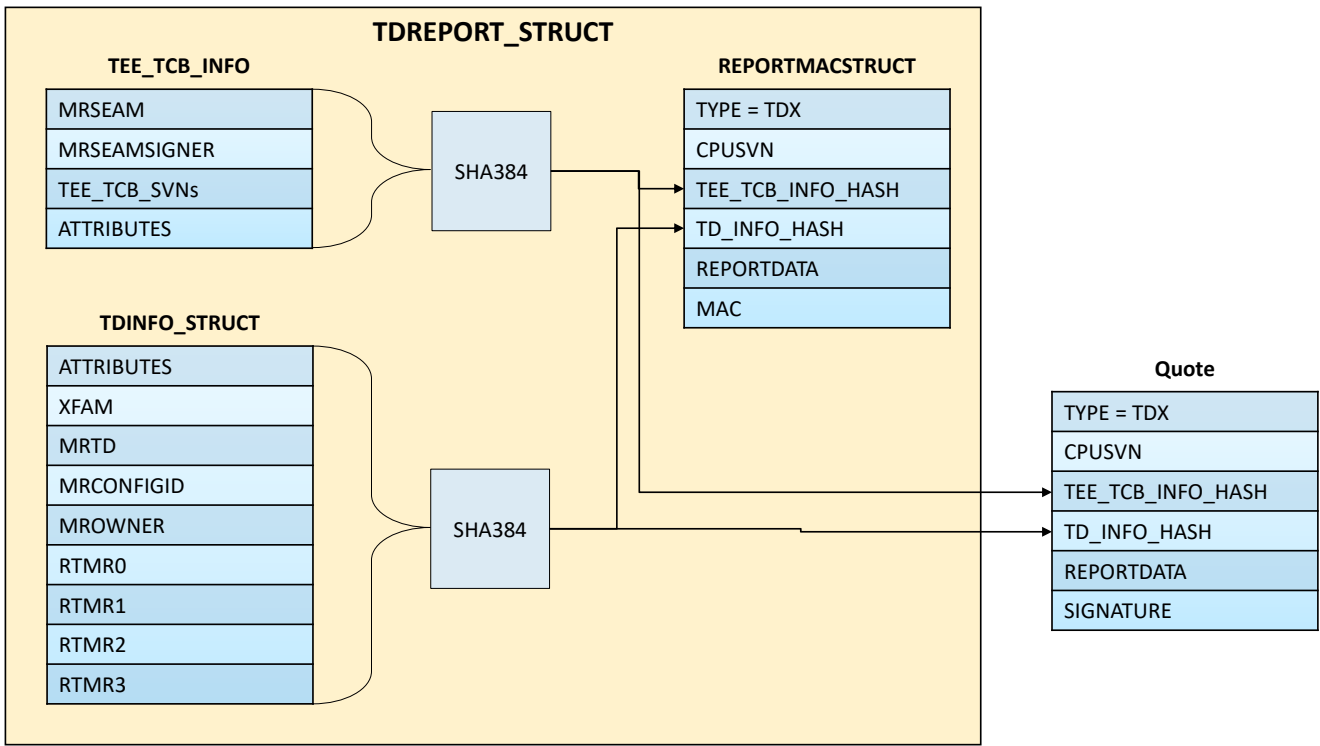 TDREPORT_STRUCT
TEE_TCB_INFO
MRSEAM
MRSEAMSIGNER
TEE_TCB_SVNs
ATTRIBUTES
SHA384
REPORTMACSTRUCT
TYPE = TDX
CPUSVN
TEE_TCB_INFO_HASH
TD_INFO_HASH
REPORTDATA
MAC
TDINFO_STRUCT
ATTRIBUTES
XFAM
MRTD
MRCONFIGID
MROWNER
RTMR0
RTMR1
RTMR2
RTMR3
SHA384
Quote
TYPE = TDX
CPUSVN
TEE_TCB_INFO_HASH
TD_INFO_HASH
REPORTDATA
SIGNATURE